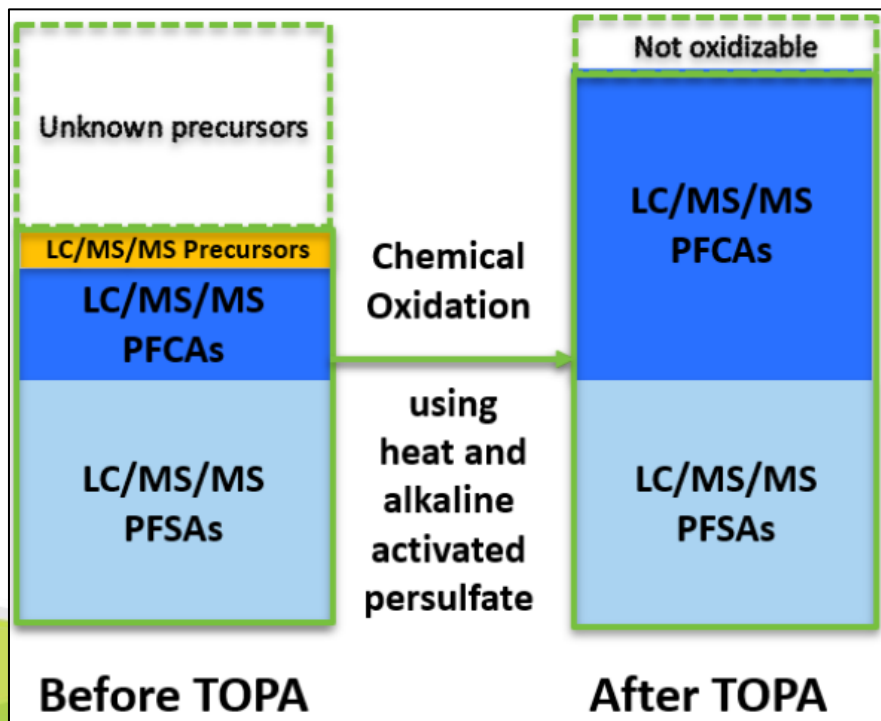 Unknown precursors
LC/MS/MS Precursors
LC/MS/MS
PFCAs
LC/MS/MS
PFSAs
Before TOPA
Chemical
Oxidation
using
heat and
alkaline
activated
persulfate
Not oxidizable
LC/MS/MS
PFCAs
LC/MS/MS
PFSAs
After TOPA